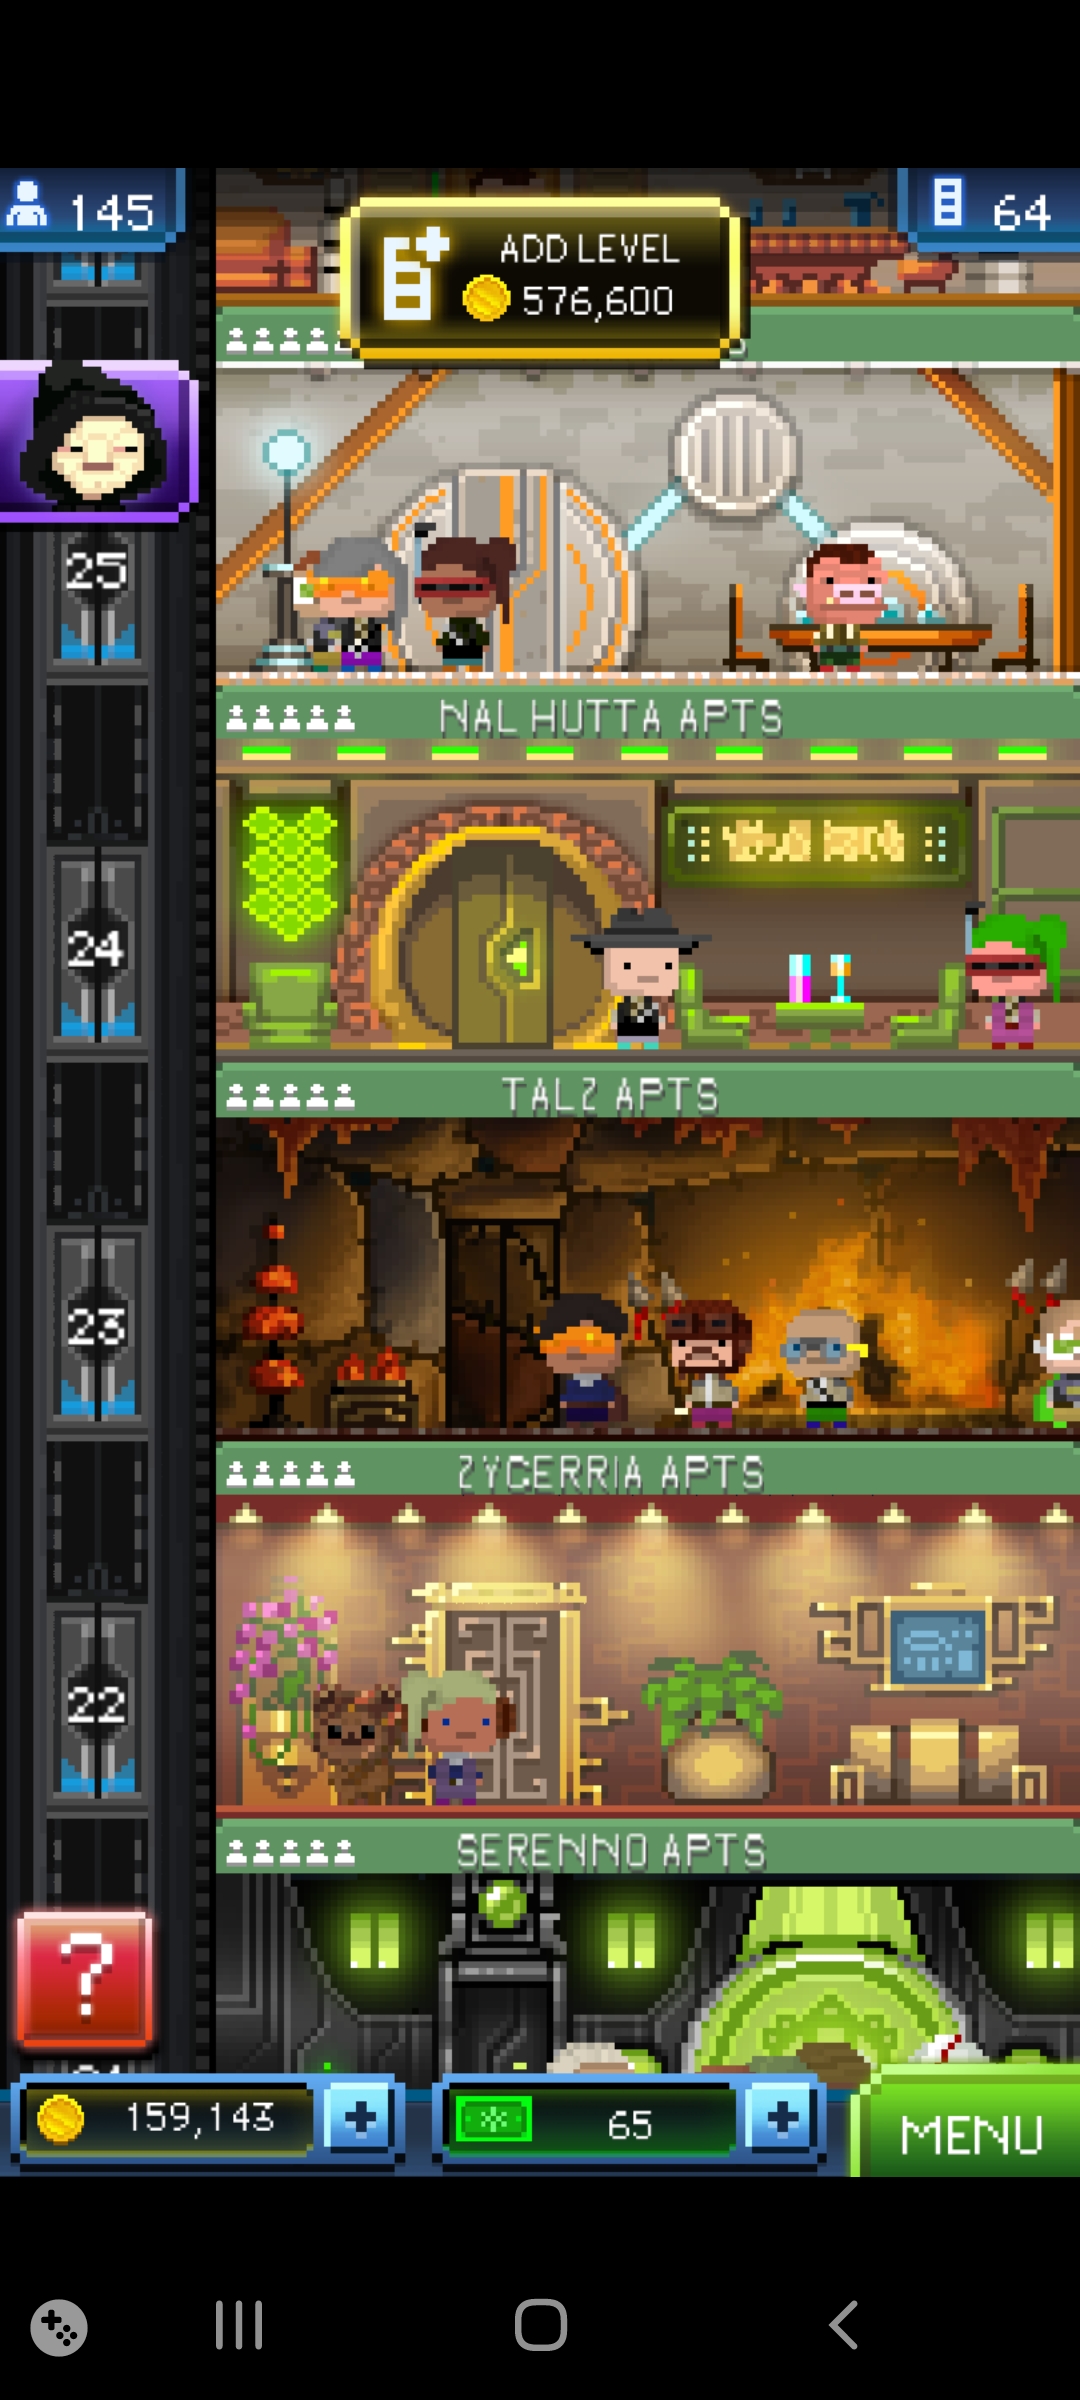 145
ADD LEVEL
576,600
64
25
NAL HUTTA APTS
24
TALZ APTS
23
ZYGERRIA APTS
22
SERENNO APTS
?
159,143
65
MENU